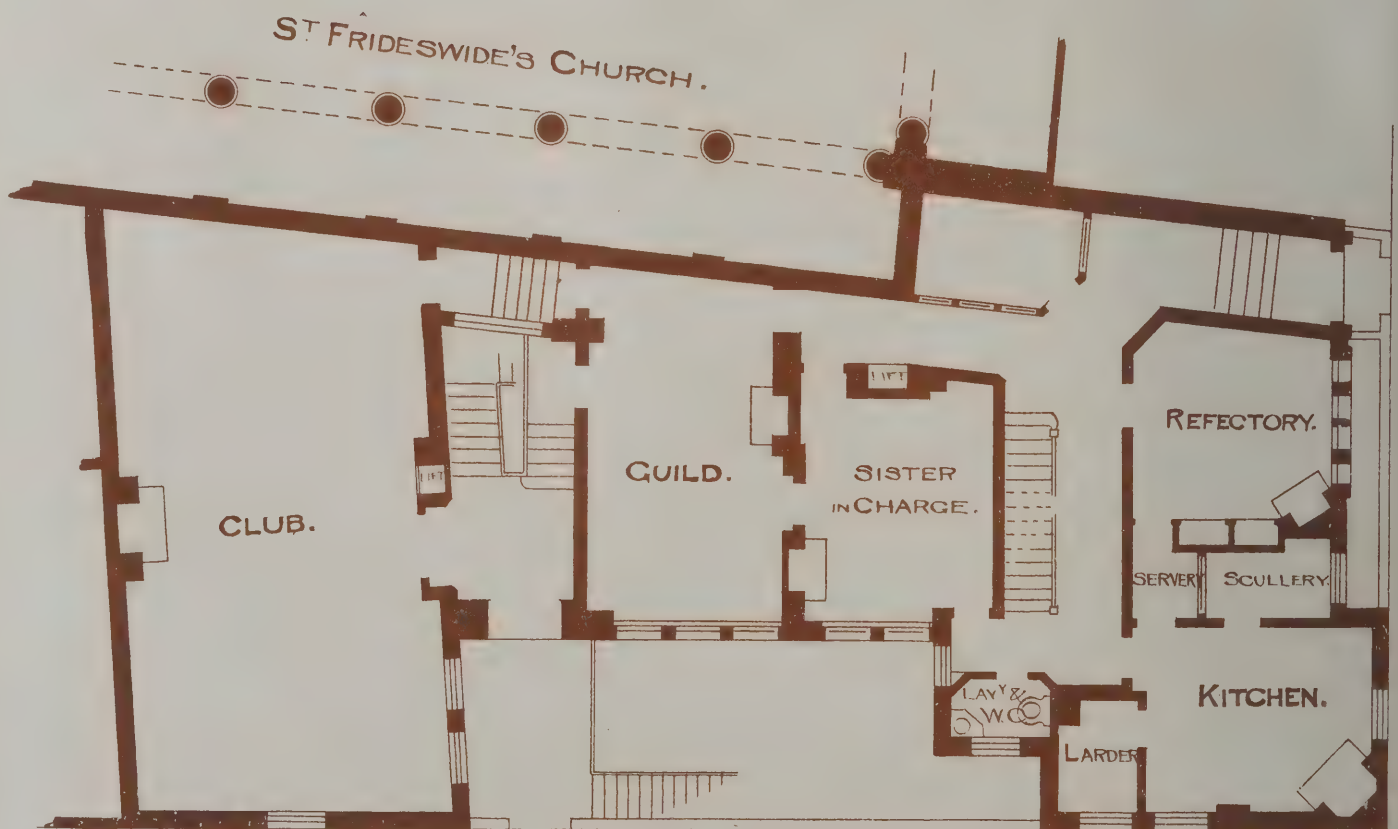 ST FRIDESWIDE'S CHURCH.
LIFT
REFECTORY.
LIFT
GUILD.
SISTER
IN CHARGE.
CLUB.
SERVERY
SCULLERY
LAVY &
W.C
KITCHEN.
LARDER